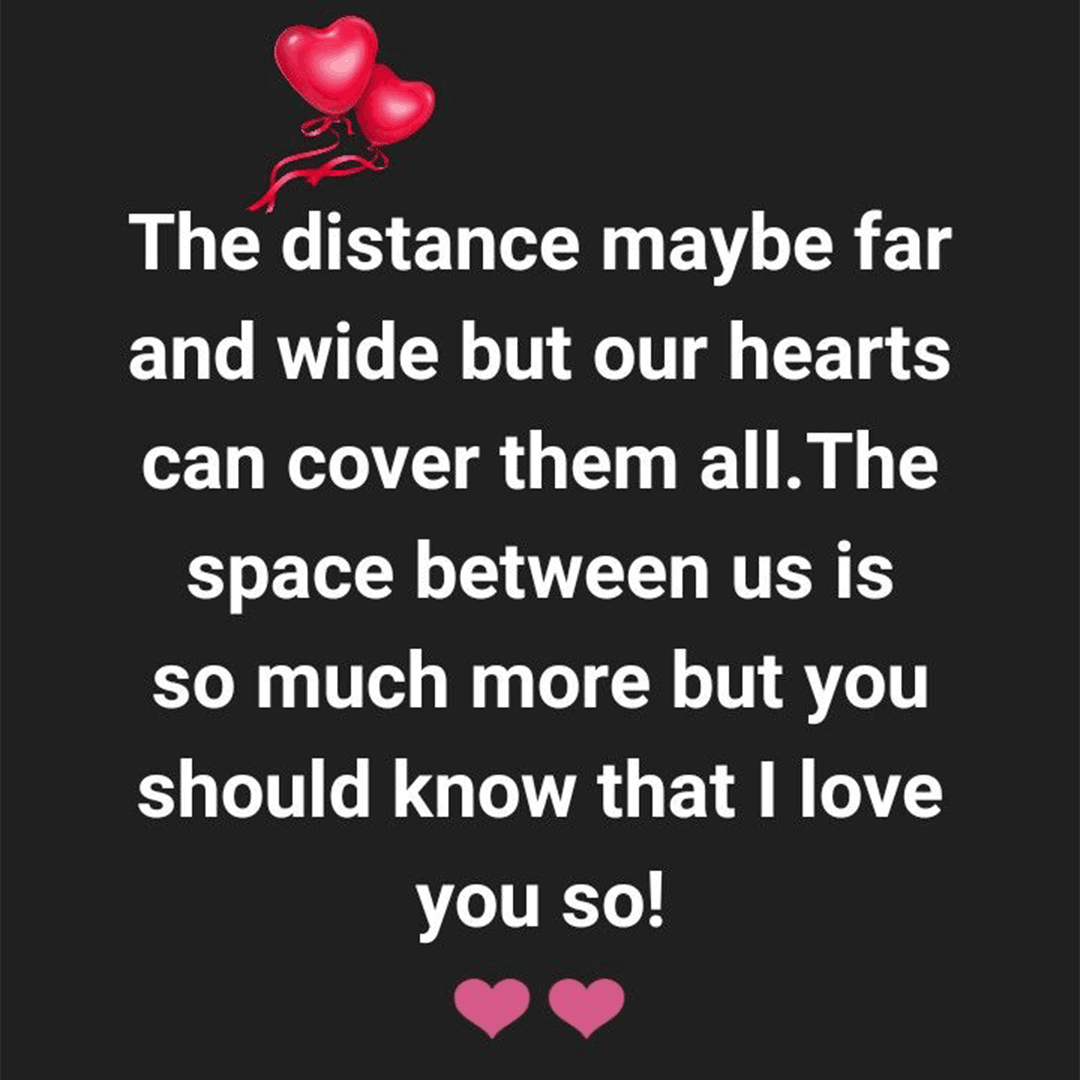 The distance maybe far
and wide but our hearts
can cover them all.The
space between us is
so much more but you
should know that I love
you so!